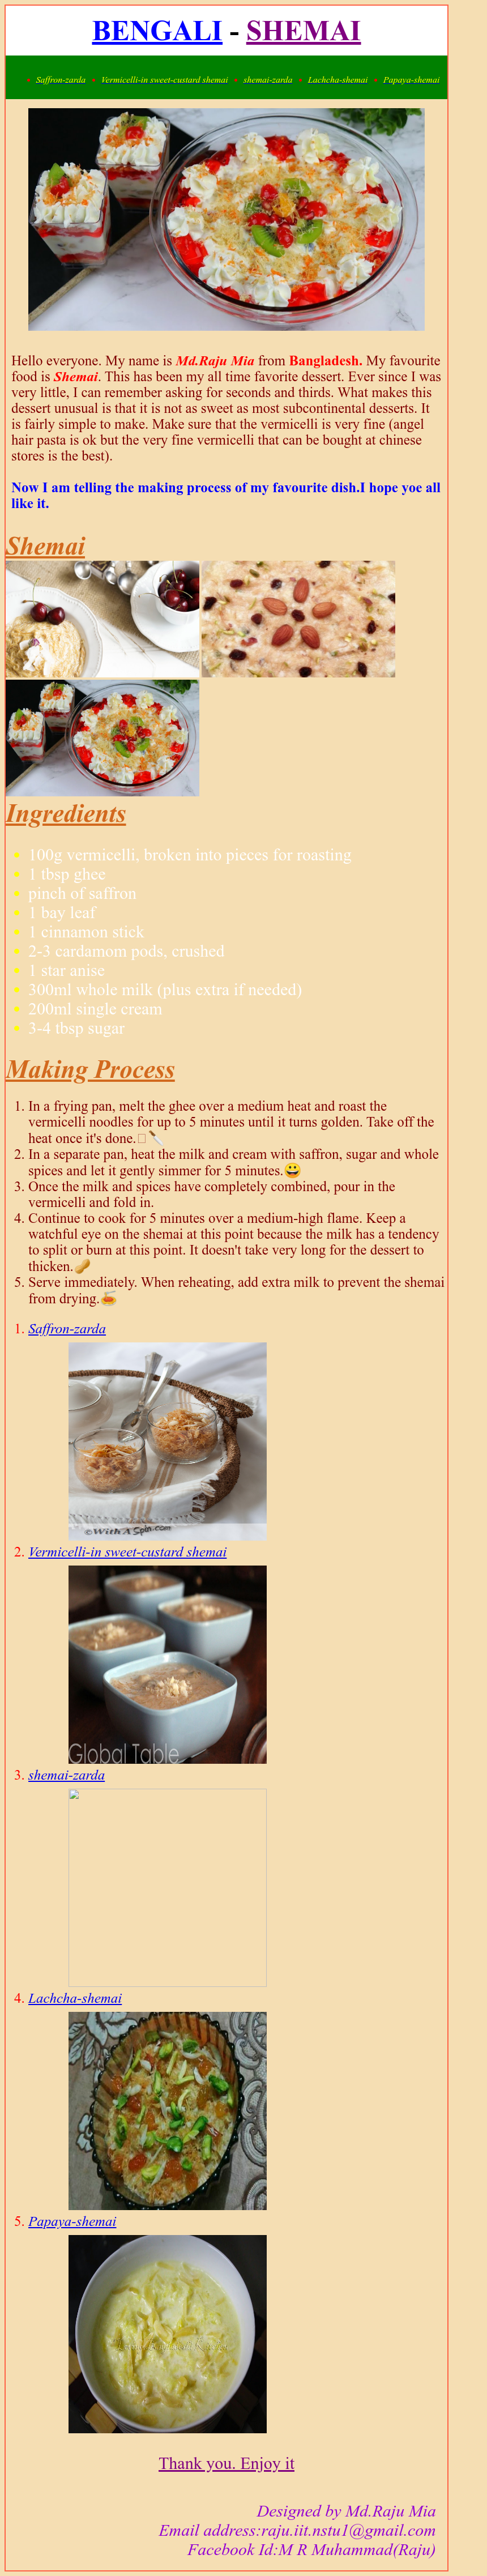 BENGALI - SHEMAI
Saffron-zarda Vermicelli-in sweet-custard shemai shemai-zarda Lachcha-shemai Papaya-shemai
Hello everyone. My name is Md.Raju Mia from Bangladesh. My favourite
food is Shemai. This has been my all time favorite dessert. Ever since I was
very little, I can remember asking for seconds and thirds. What makes this
dessert unusual is that it is not as sweet as most subcontinental desserts. It
is fairly simple to make. Make sure that the vermicelli is very fine (angel
hair pasta is ok but the very fine vermicelli that can be bought at chinese
stores is the best).
Now I am telling the making process of my favourite dish.I hope yoe all
like it.
Shemai
Ingredients
100g vermicelli, broken into pieces for roasting
1 tbsp ghee
pinch of saffron
1 bay leaf
1 cinnamon stick
2-3 cardamom pods, crushed
1 star anise
300ml whole milk (plus extra if needed)
200ml single cream
3-4 tbsp sugar
Making Process
1. In a frying pan, melt the ghee over a medium heat and roast the
vermicelli noodles for up to 5 minutes until it turns golden. Take off the
heat once it's done.
2. In a separate pan, heat the milk and cream with saffron, sugar and whole
spices and let it gently simmer for 5 minutes.😀
3. Once the milk and spices have completely combined, pour in the
vermicelli and fold in.
4. Continue to cook for 5 minutes over a medium-high flame. Keep a
watchful eye on the shemai at this point because the milk has a tendency
to split or burn at this point. It doesn't take very long for the dessert to
thicken.🥜
5. Serve immediately. When reheating, add extra milk to prevent the shemai
from drying.🍝
1. Saffron-zarda
©With A Spin.com
2. Vermicelli-in sweet-custard shemai
Global Table
3. shemai-zarda
4. Lachcha-shemai
5. Papaya-shemai
Thank you. Enjoy it
Designed by Md.Raju Mia
Email address:raju.iit.nstu1@gmail.com
Facebook Id:M R Muhammad(Raju)